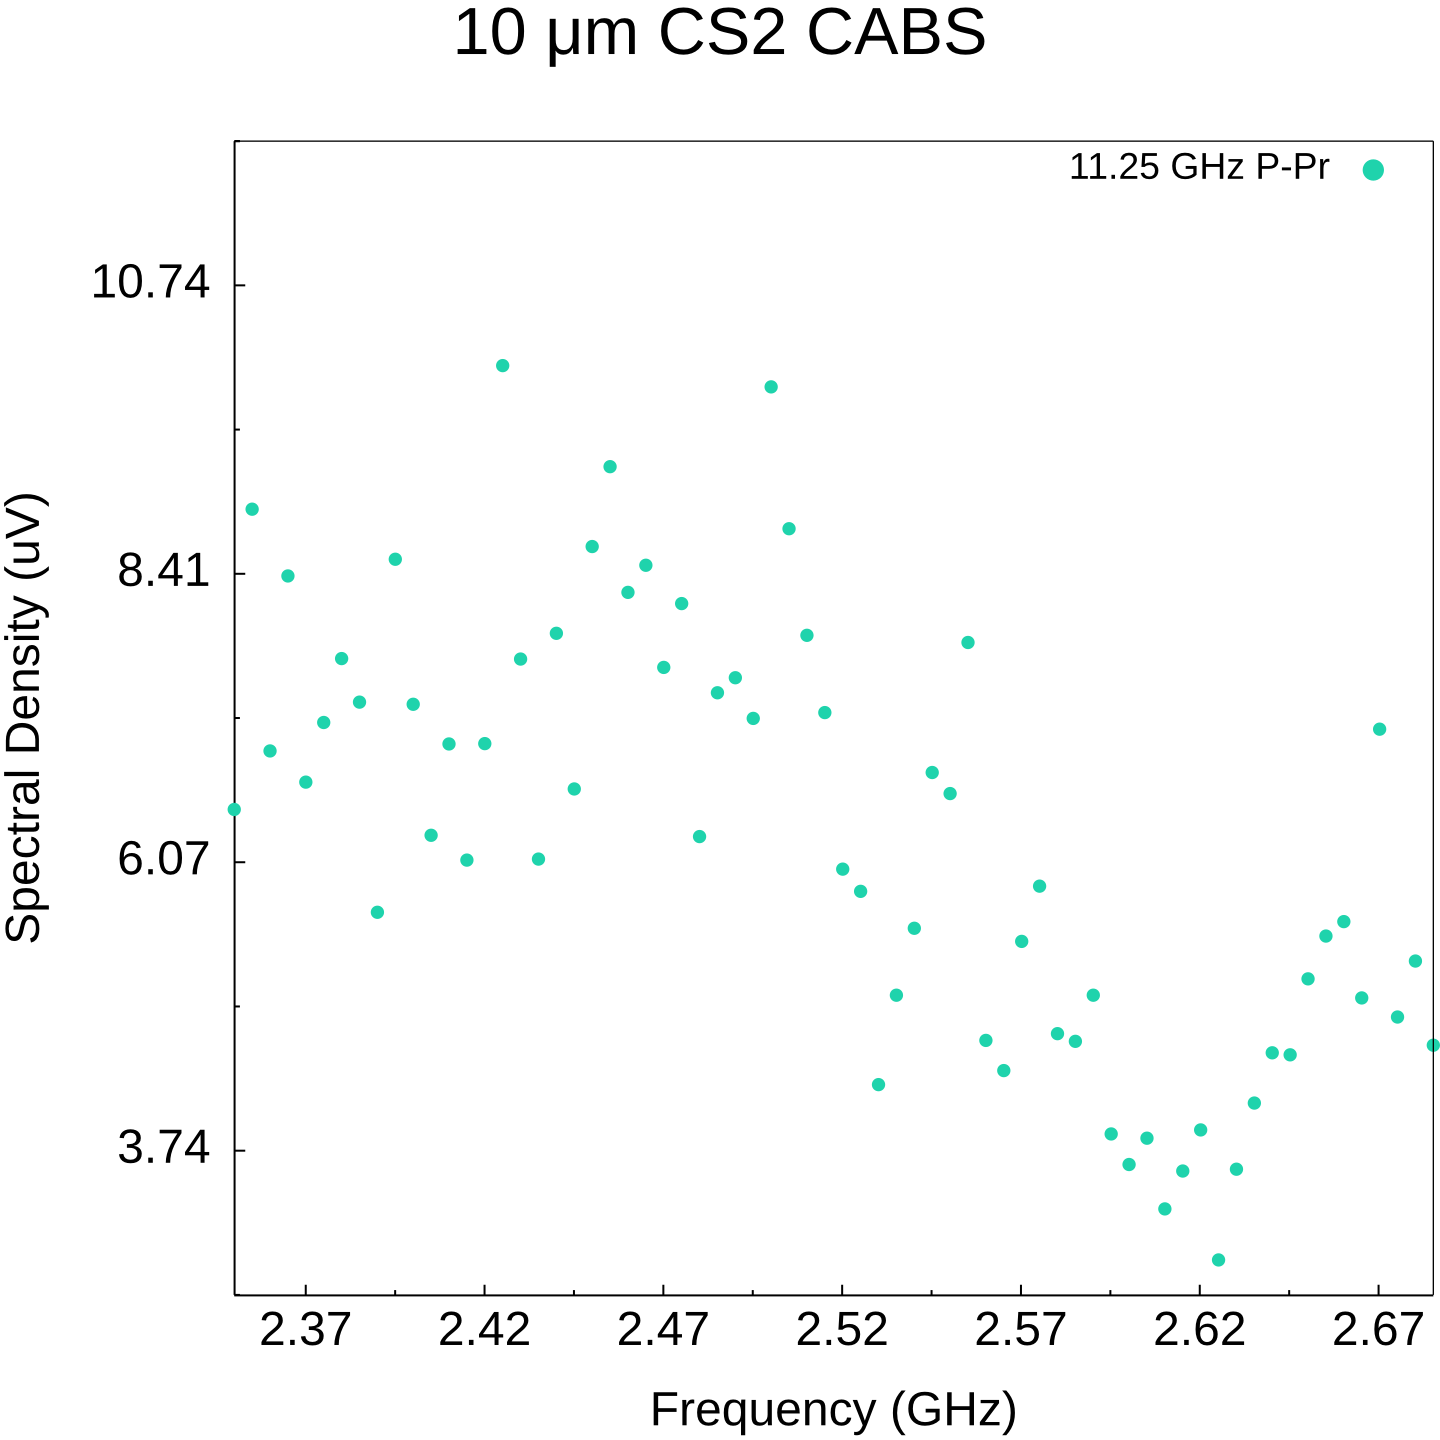 10 µm CS2 CABS
11.25 GHz P-Pr
10.74
8.41
6.07
3.74
Spectral Density (uV)
2.37 2.42 2.47 2.52 2.57 2.62 2.67
Frequency (GHz)